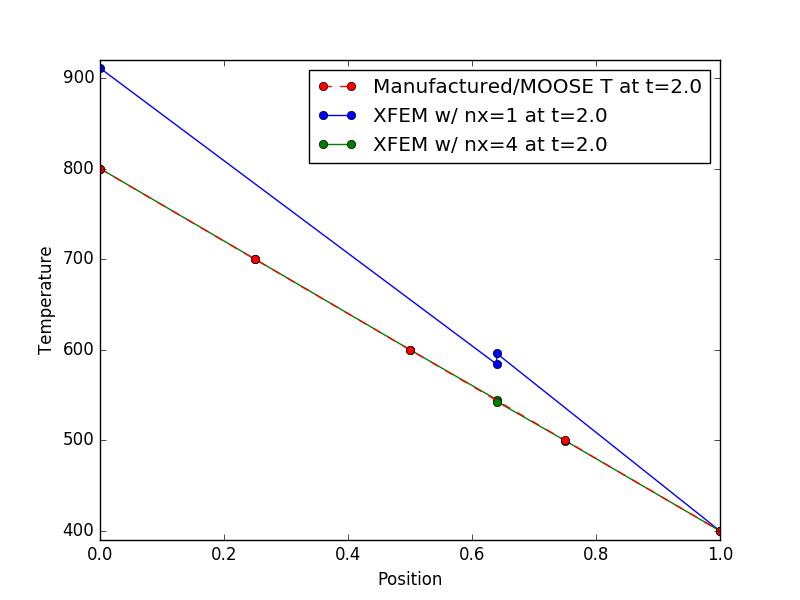 Manufactured/MOOSE T at t=2.0
XFEM w/ nx=1 at t=2.0
XFEM w/ nx=4 at t=2.0
900
800
700
600
500
400
Temperature
0.0 0.2 0.4 0.6 0.8 1.0
Position